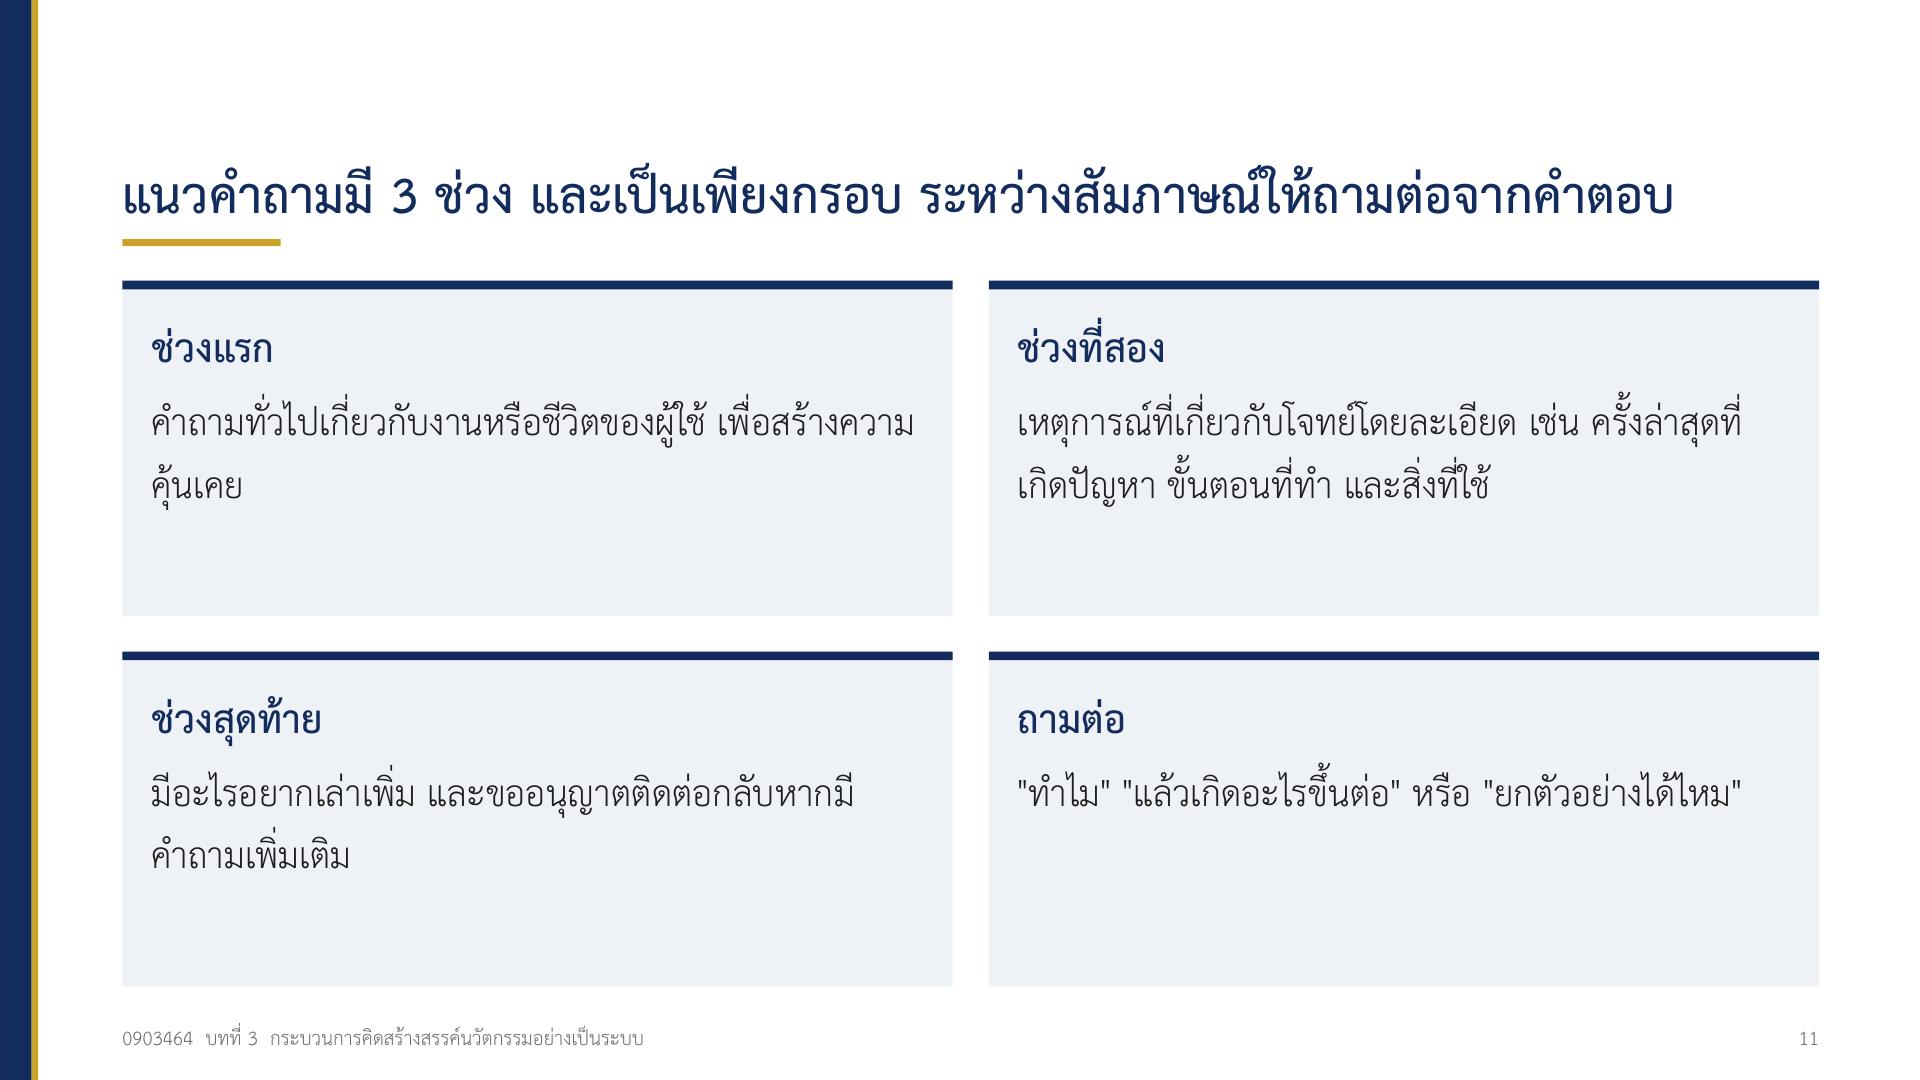 แนวคำถามมี 3 ช่วง และเป็นเพียงกรอบ ระหว่างสัมภาษณ์ให้ถามต่อจากคำตอบ
ช่วงแรก
คำถามทั่วไปเกี่ยวกับงานหรือชีวิตของผู้ใช้ เพื่อสร้างความ
คุ้นเคย
ช่วงที่สอง
เหตุการณ์ที่เกี่ยวกับโจทย์โดยละเอียด เช่น ครั้งล่าสุดที่
เกิดปัญหา ขั้นตอนที่ทำ และสิ่งที่ใช้
ช่วงสุดท้าย
มีอะไรอยากเล่าเพิ่ม และขออนุญาตติดต่อกลับหากมี
คำถามเพิ่มเติม
ถามต่อ
"ทำไม" "แล้วเกิดอะไรขึ้นต่อ" หรือ "ยกตัวอย่างได้ไหม"
0903464 บทที่ 3 กระบวนการคิดสร้างสรรค์นวัตกรรมอย่างเป็นระบบ
11